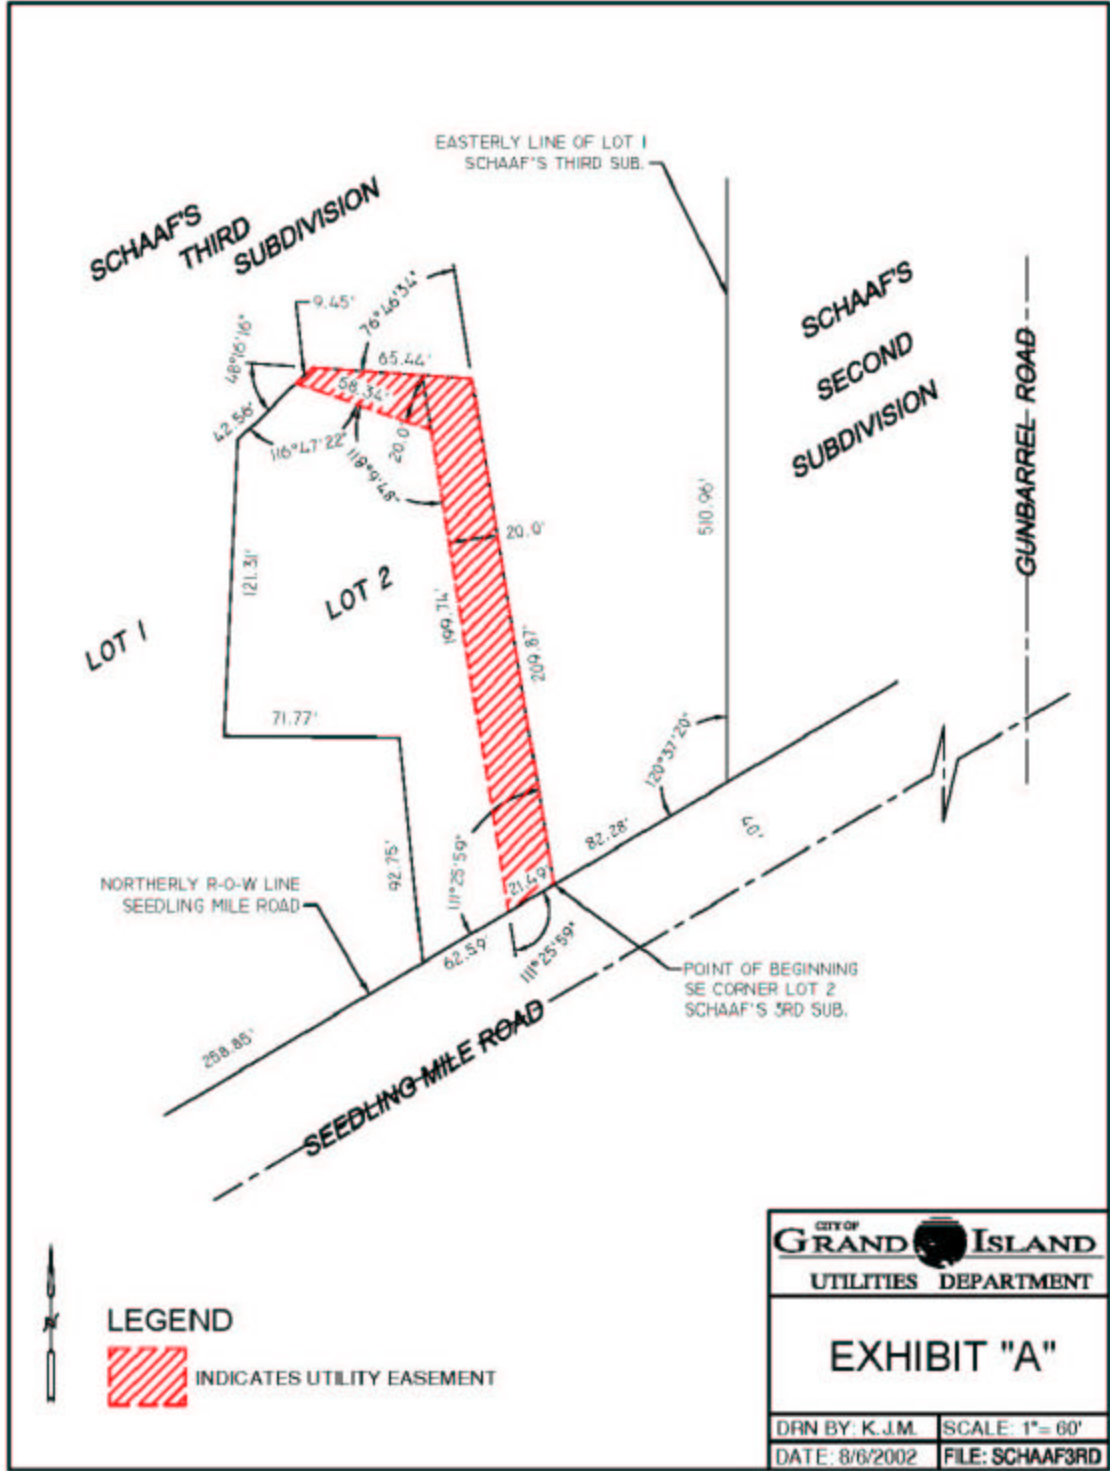 EASTERLY LINE OF LOT 1
SCHAAF'S THIRD SUB.
SCHAAF'S
THIRD
SUBDIVISION
9.45'
76°46'34"
65.44'
48°16'16"
58.34'
42.56'
116°47'22"
118°9'48"
20.0'
SCHAAF'S
SECOND
SUBDIVISION
GUNBARREL ROAD
510.96'
20.0'
121.31'
LOT 2
LOT 1
199.74'
209.87'
71.77'
120°37'20"
82.28'
40'
92.75'
111°25'59"
21.49'
NORTHERLY R-O-W LINE
SEEDLING MILE ROAD
62.59'
111°25'59"
POINT OF BEGINNING
SE CORNER LOT 2
SCHAAF'S 3RD SUB.
258.85'
SEEDLING MILE ROAD
N
LEGEND
INDICATES UTILITY EASEMENT
CITY OF
GRAND ISLAND
UTILITIES DEPARTMENT
EXHIBIT "A"
DRN BY: K.J.M.
SCALE: 1"= 60'
DATE: 8/6/2002
FILE: SCHAAF3RD